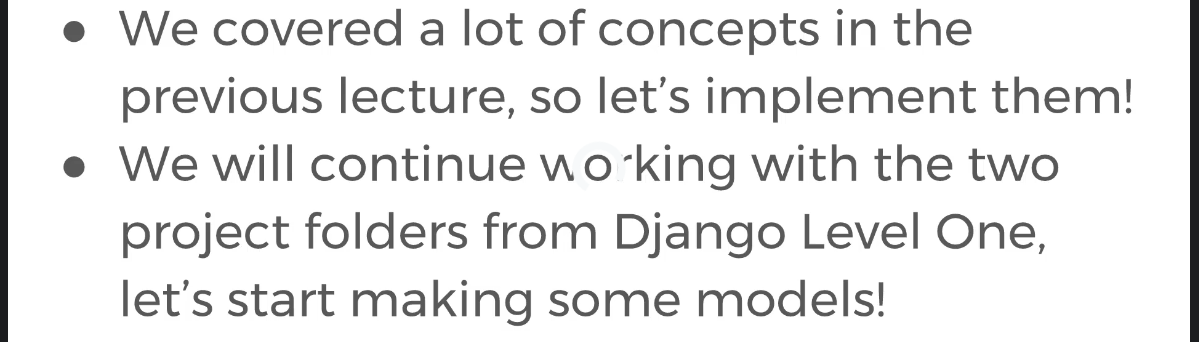 ● We covered a lot of concepts in the
previous lecture, so let’s implement them!
● We will continue working with the two
project folders from Django Level One,
let’s start making some models!